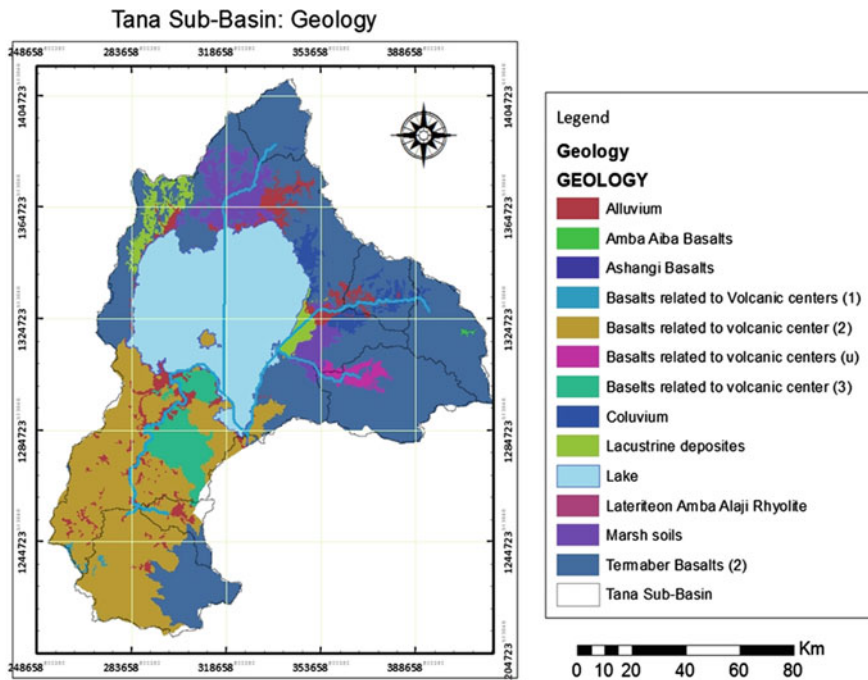 Tana Sub-Basin: Geology
248658 283658 318658 353658 388658
1404723 1404723
1364723 1364723
1324723 1324723
1284723 1284723
1244723 1244723
204723
248658 283658 318658 353658 388658
Legend
Geology
GEOLOGY
Alluvium
Amba Aiba Basalts
Ashangi Basalts
Basalts related to Volcanic centers (1)
Basalts related to volcanic center (2)
Basalts related to volcanic centers (u)
Baselts related to volcanic center (3)
Coluvium
Lacustrine deposites
Lake
Lateriteon Amba Alaji Rhyolite
Marsh soils
Termaber Basalts (2)
Tana Sub-Basin
Km
0 10 20 40 60 80